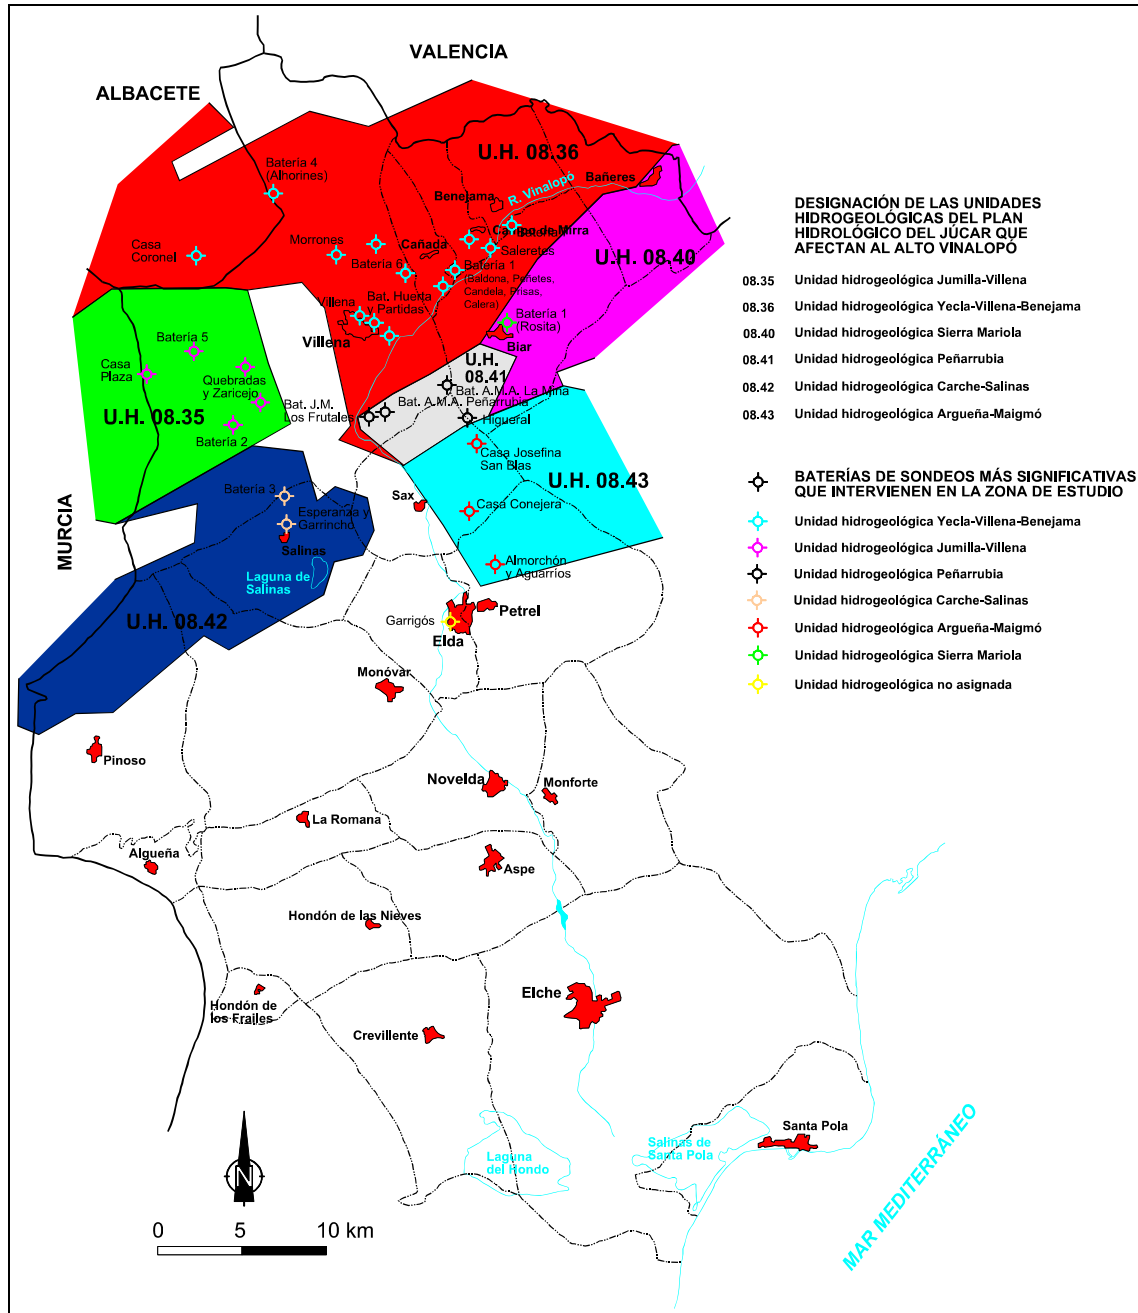 VALENCIA
ALBACETE
U.H. 08.36
Batería 4
(Alhorines)
Bañeres
R. Vinalopó
Benejama
Casa
Coronel
Morrones
Cañada
Campo de Mirra
Saleretes
Batería 6
Batería 1
(Baldona, Peñetes,
Candela, Prisas,
Calera)
U.H. 08.40
Bat. Huerta
y Partidas
Villena
Villena
Batería 1
(Rosita)
Blar
Batería 5
Casa
Plaza
Quebradas
y Zaricejo
U.H. 08.35
Batería 2
U.H.
08.41
Bat. A.M.A. La Mina
Bat. A.M.A. Peñarrubia
Bat. J.M.
Los Frutales
Higueral
Casa Josefina
San Blas
U.H. 08.43
Casa Conejera
Almorchón
y Aguarrios
Batería 3
Esperanza y
Garrincho
Salinas
Laguna de
Salinas
Sax
MURCIA
U.H. 08.42
Garrigós
Petrel
Elda
Monóvar
Pinoso
Novelda
Monforte
La Romana
Algueña
Aspe
Hondón de las Nieves
Elche
Hondón de
los Frailes
Crevillente
Santa Pola
Salinas de
Santa Pola
Laguna
del Hondo
MAR MEDITERRÁNEO
N
0 5 10 km
DESIGNACIÓN DE LAS UNIDADES
HIDROGEOLÓGICAS DEL PLAN
HIDROLÓGICO DEL JÚCAR QUE
AFECTAN AL ALTO VINALOPÓ
08.35 Unidad hidrogeológica Jumilla-Villena
08.36 Unidad hidrogeológica Yecla-Villena-Benejama
08.40 Unidad hidrogeológica Sierra Mariola
08.41 Unidad hidrogeológica Peñarrubia
08.42 Unidad hidrogeológica Carche-Salinas
08.43 Unidad hidrogeológica Argueña-Maigmó
BATERÍAS DE SONDEOS MÁS SIGNIFICATIVAS
QUE INTERVIENEN EN LA ZONA DE ESTUDIO
Unidad hidrogeológica Yecla-Villena-Benejama
Unidad hidrogeológica Jumilla-Villena
Unidad hidrogeológica Peñarrubia
Unidad hidrogeológica Carche-Salinas
Unidad hidrogeológica Argueña-Maigmó
Unidad hidrogeológica Sierra Mariola
Unidad hidrogeológica no asignada